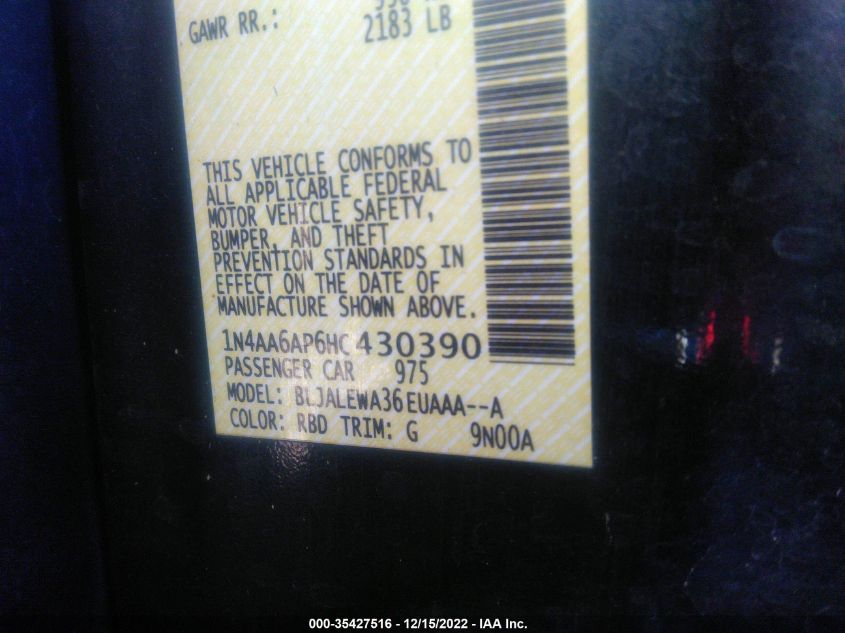 GAWR RR.:
2183 LB
THIS VEHICLE CONFORMS TO
ALL APPLICABLE FEDERAL
MOTOR VEHICLE SAFETY,
BUMPER, AND THEFT
PREVENTION STANDARDS IN
EFFECT ON THE DATE OF
MANUFACTURE SHOWN ABOVE.
1N4AA6AP6HC430390
PASSENGER CAR 975
MODEL: BLJALEWA36EUAAA--A
COLOR: RBD TRIM: G 9N00A
000-35427516 - 12/15/2022 - IAA Inc.